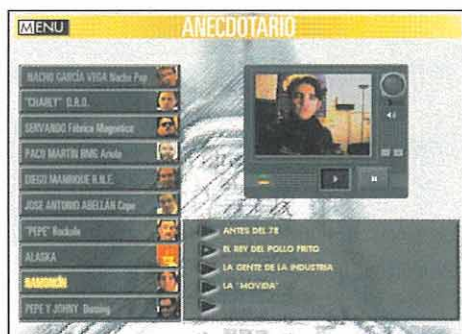 MENU
ANECDOTARIO
NACHO GARCÍA VEGA Nacha Pop
"CHARLY" D.R.O.
SERVANDO Fábrica Magnética
PACO MARTÍN BMG Ariola
DIEGO MANRIQUE R.N.E.
JOSE ANTONIO ABELLÁN Cope
"PEPE" Rockola
ALASKA
RAMONCÍN
PEPE Y JOHNY Burning
ANTES DEL 78
EL REY DEL POLLO FRITO
LA GENTE DE LA INDUSTRIA
LA "MOVIDA"